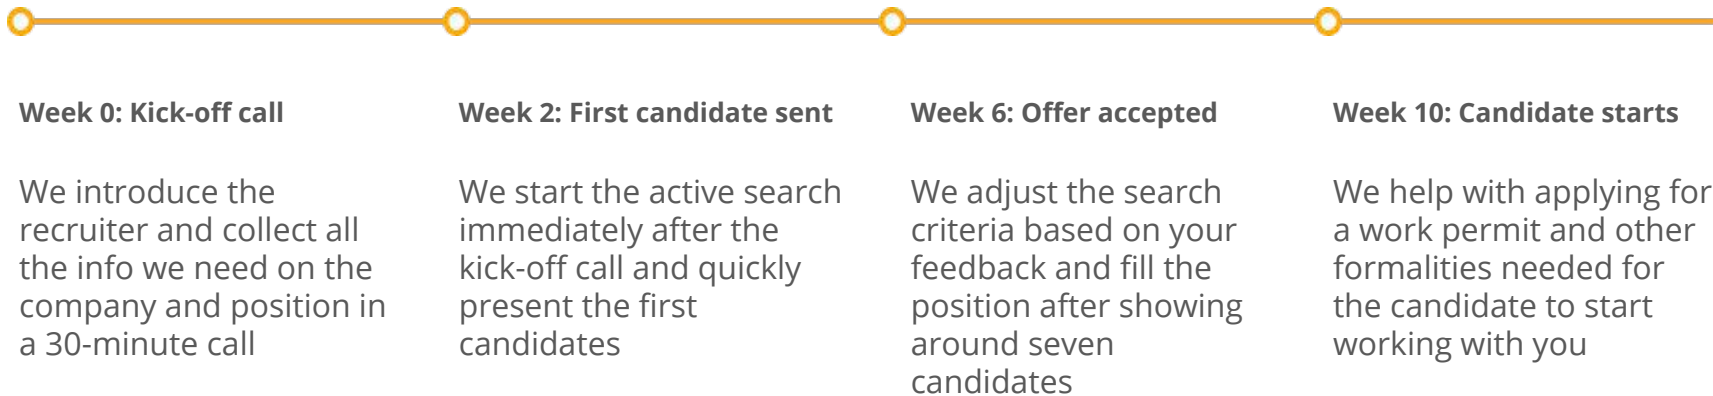 Week 0: Kick-off call
We introduce the
recruiter and collect all
the info we need on the
company and position in
a 30-minute call
Week 2: First candidate sent
We start the active search
immediately after the
kick-off call and quickly
present the first
candidates
Week 6: Offer accepted
We adjust the search
criteria based on your
feedback and fill the
position after showing
around seven
candidates
Week 10: Candidate starts
We help with applying for
a work permit and other
formalities needed for
the candidate to start
working with you